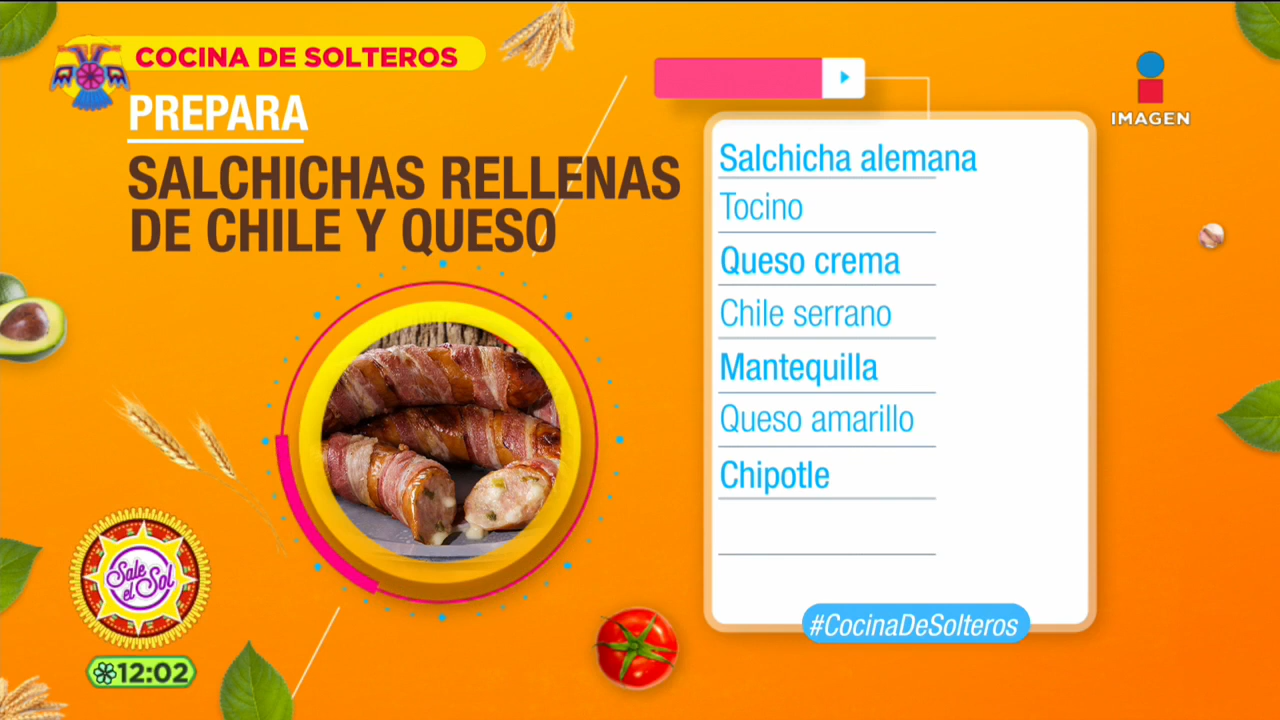 COCINA DE SOLTEROS
PREPARA
SALCHICHAS RELLENAS
DE CHILE Y QUESO
IMAGEN
Salchicha alemana
Tocino
Queso crema
Chile serrano
Mantequilla
Queso amarillo
Chipotle
#CocinaDeSolteros
Sale
el Sol
12:02